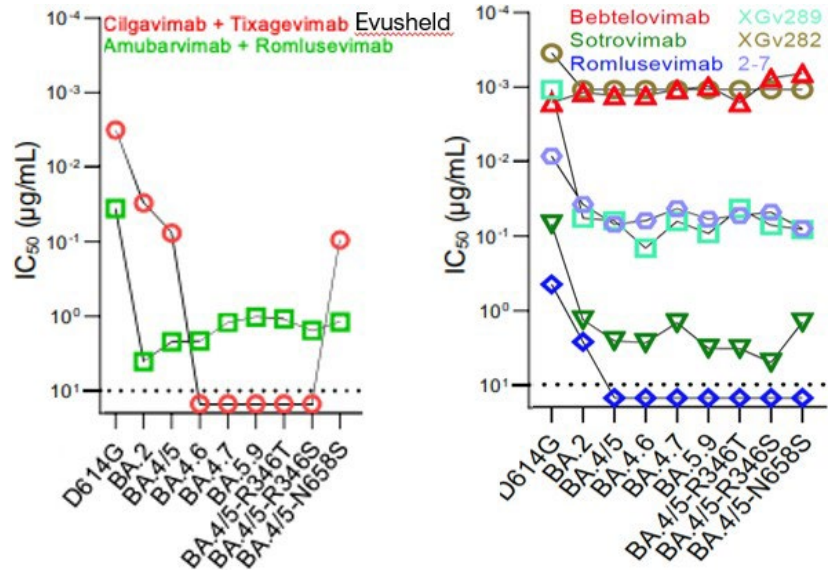 Cilgavimab + Tixagevimab Evusheld
Amubarvimab + Romlusevimab
IC50 (µg/mL)
10-4
10-3
10-2
10-1
100
101
D614G
BA.2
BA.4/5
BA.4.6
BA.4.7
BA.5.9
BA.4/5-R346T
BA.4/5-R346S
BA.4/5-N658S
Bebtelovimab XGv289
Sotrovimab XGv282
Romlusevimab 2-7
IC50 (µg/mL)
10-4
10-3
10-2
10-1
100
101
D614G
BA.2
BA.4/5
BA.4.6
BA.4.7
BA.5.9
BA.4/5-R346T
BA.4/5-R346S
BA.4/5-N658S